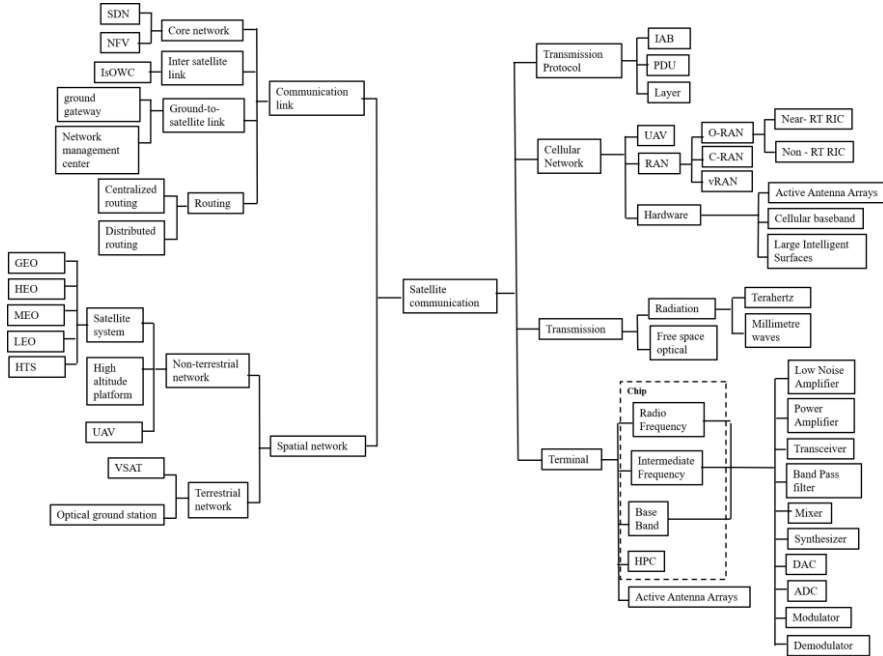 SDN
NFV
Core network
IsOWC
Inter satellite
link
ground
gateway
Network
management
center
Ground-to-
satellite link
Communication
link
Centralized
routing
Distributed
routing
Routing
GEO
HEO
MEO
LEO
HTS
Satellite
system
High
altitude
platform
UAV
Non-terrestrial
network
VSAT
Optical ground station
Terrestrial
network
Spatial network
Satellite
communication
Transmission
Protocol
IAB
PDU
Layer
Cellular
Network
UAV
RAN
O-RAN
C-RAN
vRAN
Near- RT RIC
Non - RT RIC
Hardware
Active Antenna Arrays
Cellular baseband
Large Intelligent
Surfaces
Transmission
Radiation
Free space
optical
Terahertz
Millimetre
waves
Terminal
Chip
Radio
Frequency
Intermediate
Frequency
Base
Band
HPC
Active Antenna Arrays
Low Noise
Amplifier
Power
Amplifier
Transceiver
Band Pass
filter
Mixer
Synthesizer
DAC
ADC
Modulator
Demodulator